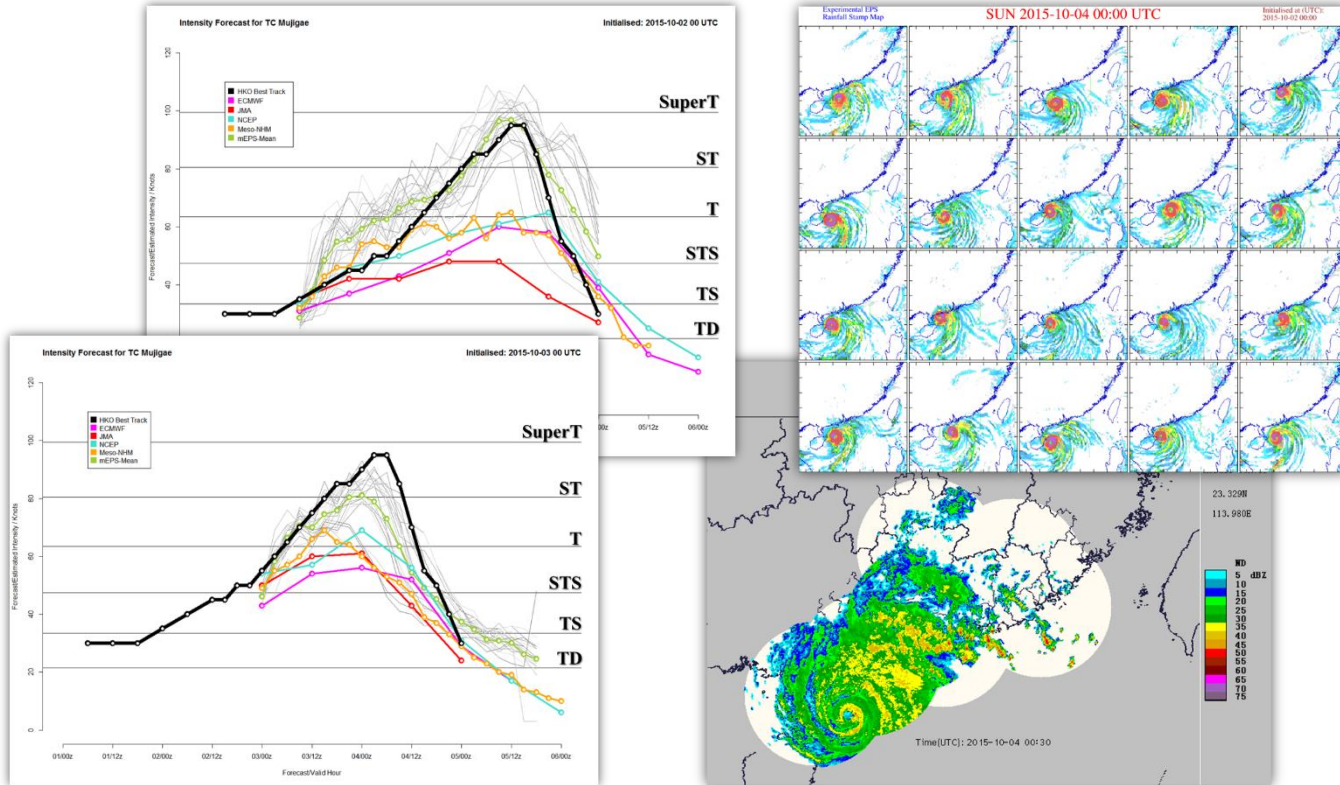 Intensity Forecast for TC Mujigae
Initialised: 2015-10-02 00 UTC
120
100
80
60
40
Forecast/Estimated Intensity / Knots
HKO Best Track
ECMWF
JMA
NCEP
Meso-NHM
mEPS-Mean
SuperT
ST
T
STS
TS
TD
/00z
05/12z
06/00z
Experimental EPS
Rainfall Stamp Map
SUN 2015-10-04 00:00 UTC
Initialised at (UTC):
2015-10-02 00:00
Intensity Forecast for TC Mujigae
Initialised: 2015-10-03 00 UTC
120
100
80
60
40
20
0
Forecast/Estimated Intensity / Knots
HKO Best Track
ECMWF
JMA
NCEP
Meso-NHM
mEPS-Mean
SuperT
ST
T
STS
TS
TD
01/00z
01/12z
02/00z
02/12z
03/00z
03/12z
04/00z
04/12z
05/00z
05/12z
06/00z
Forecast/Valid Hour
23.329N
113.980E
ND
5 dBZ
10
15
20
25
30
35
40
45
50
55
60
65
70
75
Time(UTC): 2015-10-04 00:30